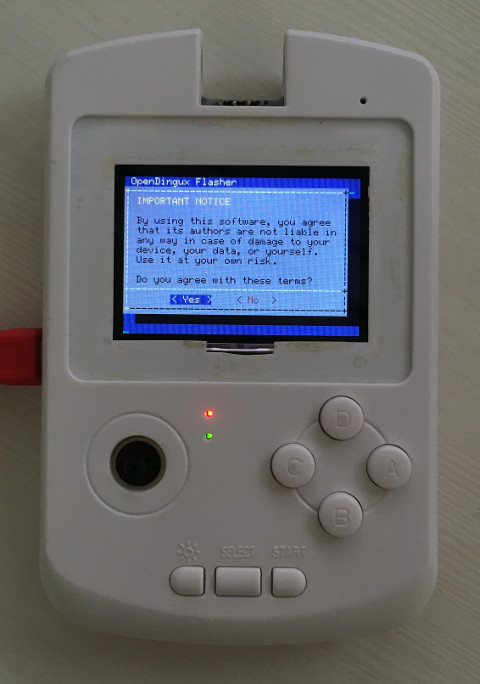 OpenDingux Flasher
IMPORTANT NOTICE
By using this software, you agree
that its authors are not liable in
any way in case of damage to your
device, your data, or yourself.
Use it at your own risk.
Do you agree with these terms?
< Yes > < No >
D
C A
B
SELECT START